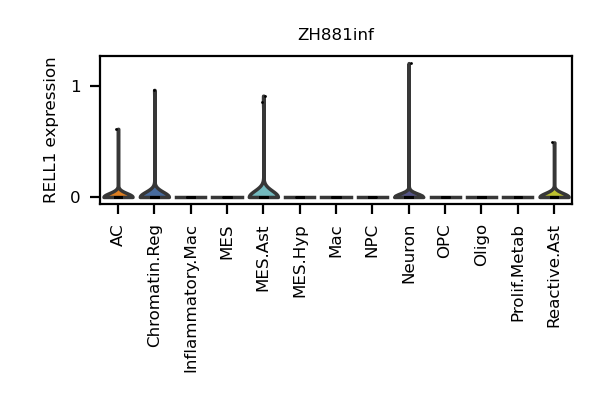 ZH881inf
RELL1 expression
1
0
AC
Chromatin.Reg
Inflammatory.Mac
MES
MES.Ast
MES.Hyp
Mac
NPC
Neuron
OPC
Oligo
Prolif.Metab
Reactive.Ast